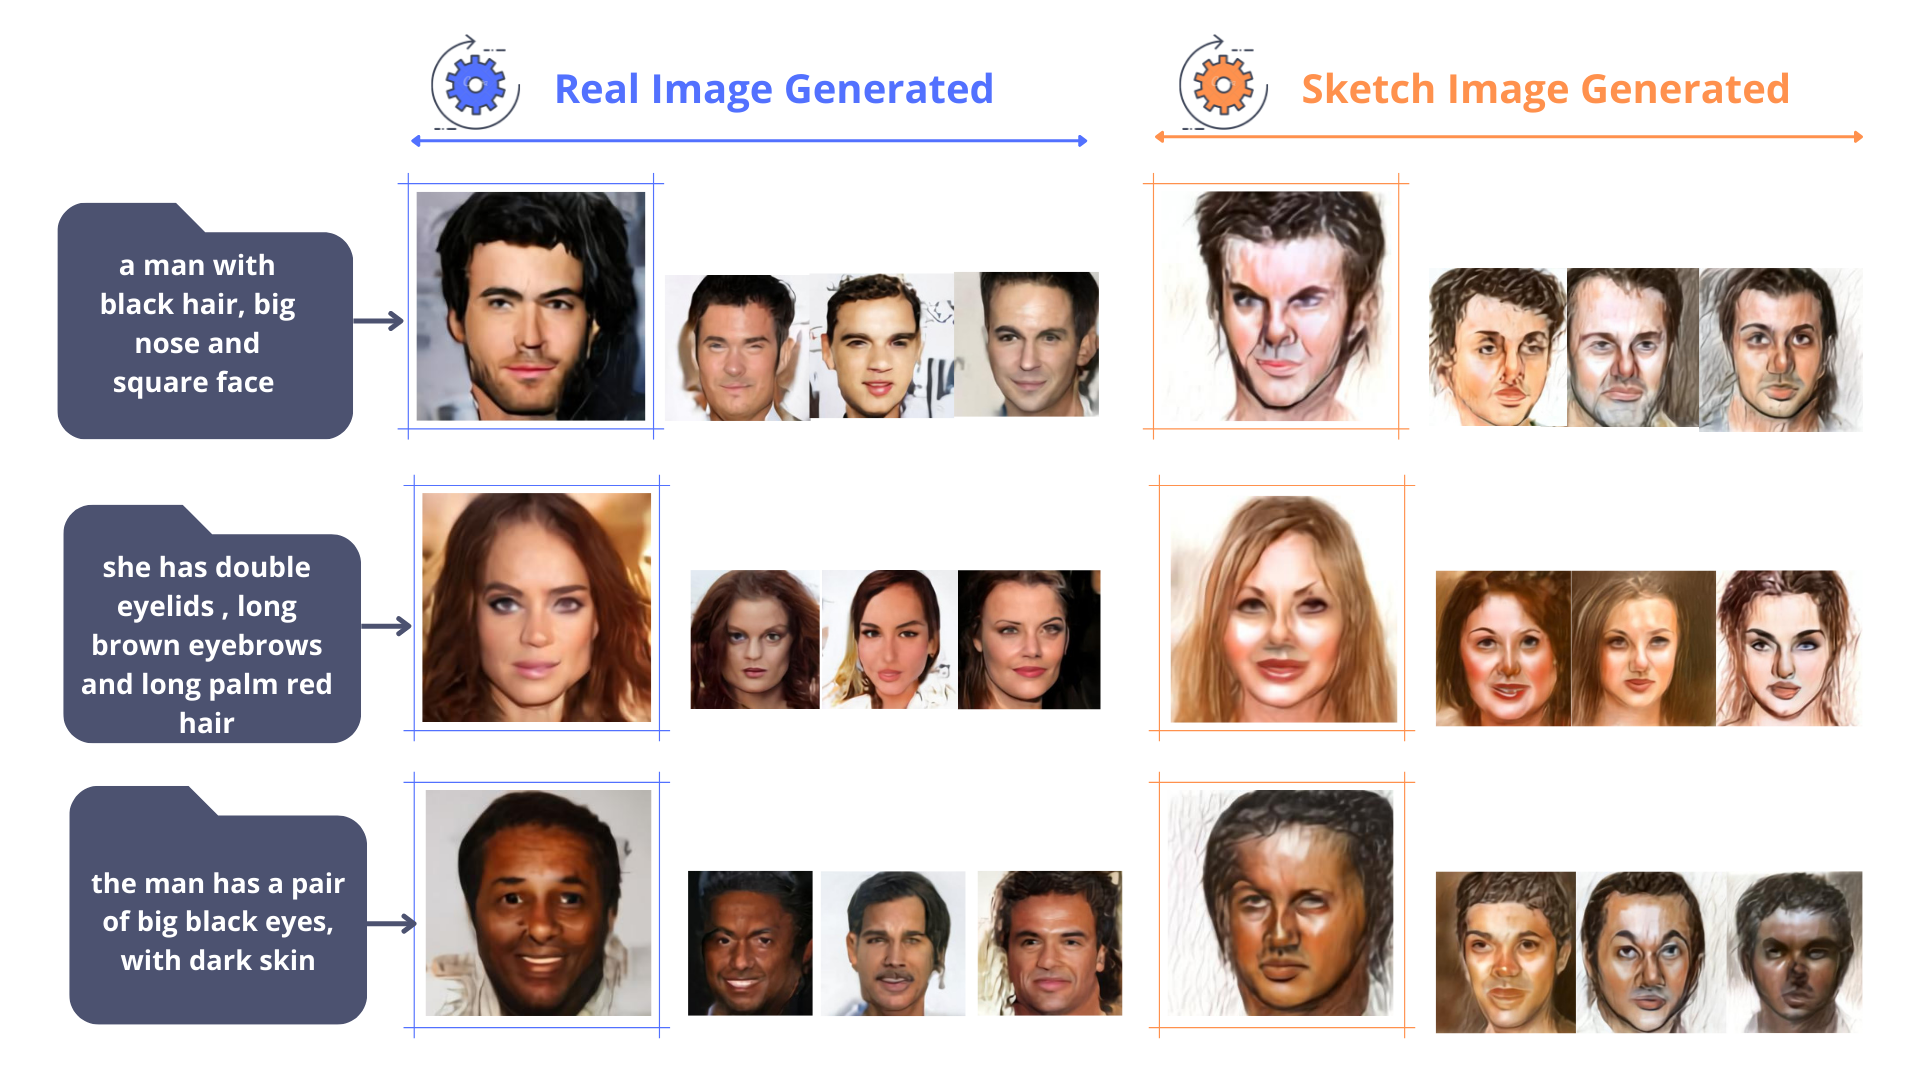 Real Image Generated
Sketch Image Generated
a man with
black hair, big
nose and
square face
she has double
eyelids , long
brown eyebrows
and long palm red
hair
the man has a pair
of big black eyes,
with dark skin